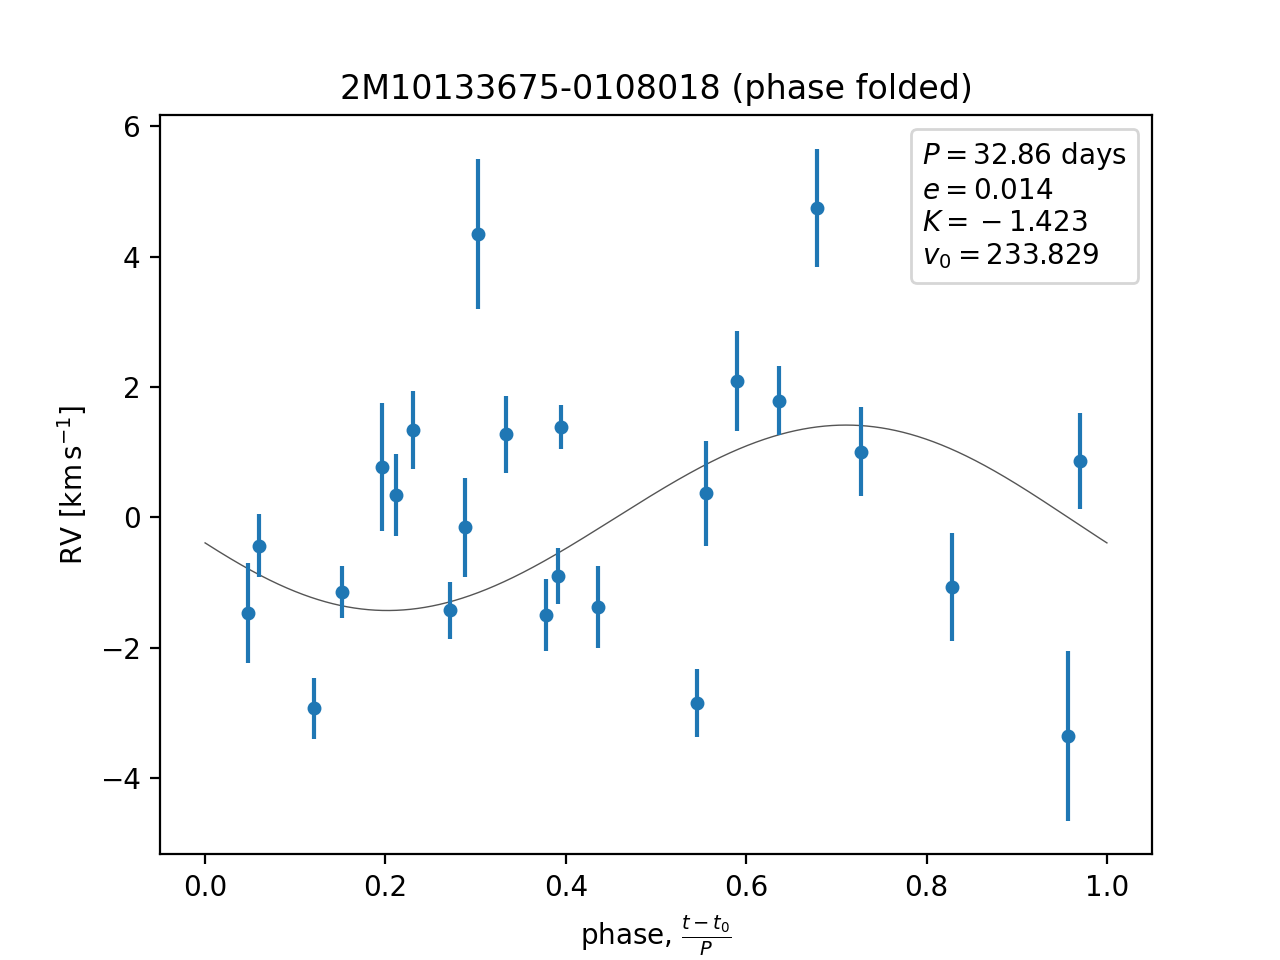 2M10133675-0108018 (phase folded)
P = 32.86 days
e = 0.014
K = −1.423
v₀ = 233.829
RV [km s⁻¹]
6
4
2
0
−2
−4
0.0 0.2 0.4 0.6 0.8 1.0
phase, (t − t₀)/P